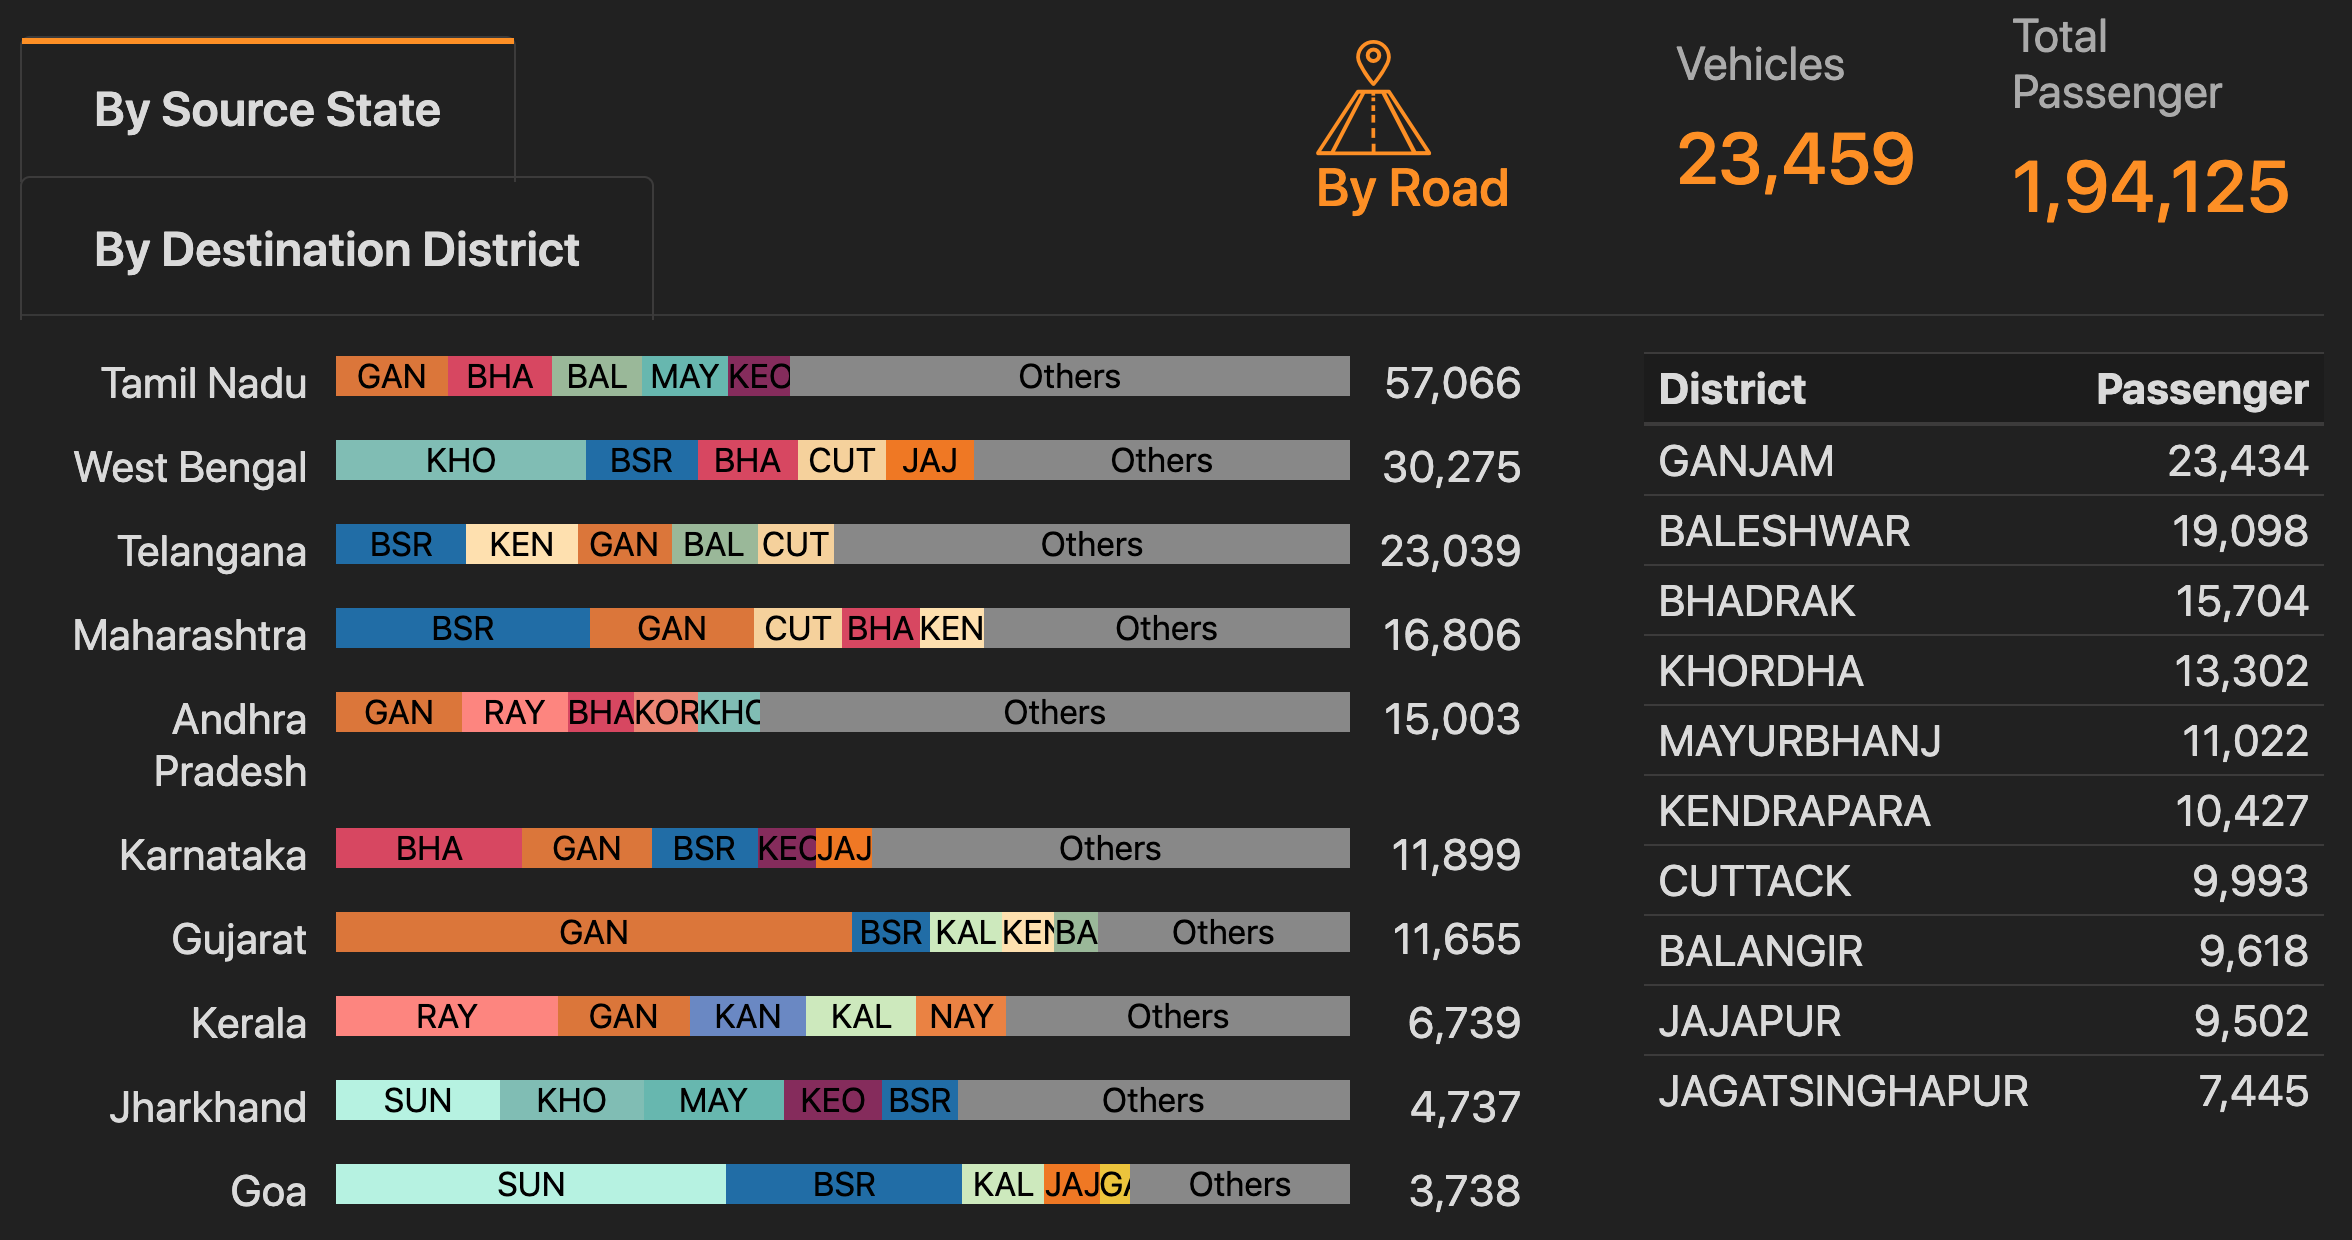 By Source State
By Destination District
By Road
Vehicles
23,459
Total
Passenger
1,94,125
Tamil Nadu GAN BHA BAL MAY KEO Others 57,066
West Bengal KHO BSR BHA CUT JAJ Others 30,275
Telangana BSR KEN GAN BAL CUT Others 23,039
Maharashtra BSR GAN CUT BHA KEN Others 16,806
Andhra
Pradesh GAN RAY BHA KOR KHO Others 15,003
Karnataka BHA GAN BSR KEO JAJ Others 11,899
Gujarat GAN BSR KAL KEN BA Others 11,655
Kerala RAY GAN KAN KAL NAY Others 6,739
Jharkhand SUN KHO MAY KEO BSR Others 4,737
Goa SUN BSR KAL JAJ GA Others 3,738
District Passenger
GANJAM 23,434
BALESHWAR 19,098
BHADRAK 15,704
KHORDHA 13,302
MAYURBHANJ 11,022
KENDRAPARA 10,427
CUTTACK 9,993
BALANGIR 9,618
JAJAPUR 9,502
JAGATSINGHAPUR 7,445